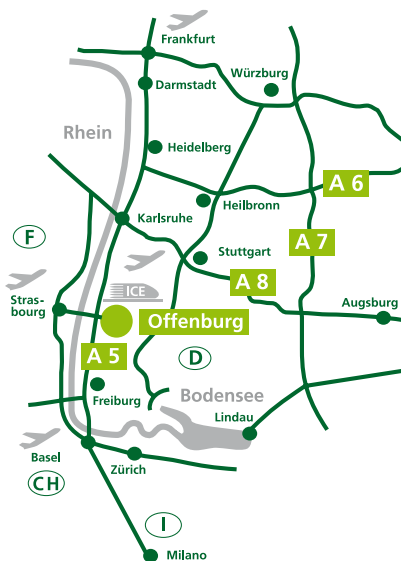 Frankfurt
Würzburg
Darmstadt
Rhein
Heidelberg
A 6
Heilbronn
Karlsruhe
F
A 7
Stuttgart
A 8
ICE
Stras-
bourg
Offenburg
Augsburg
A 5
D
Freiburg
Bodensee
Lindau
Basel
Zürich
CH
I
Milano